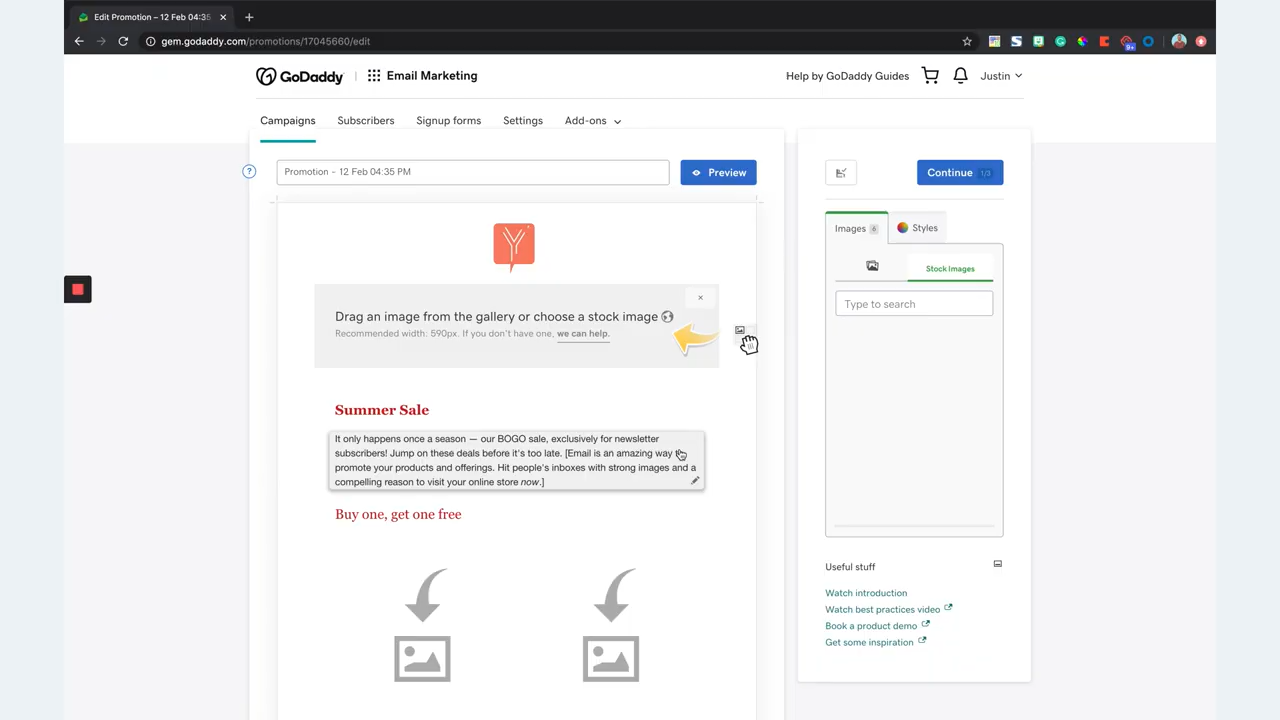 Edit Promotion – 12 Feb 04:35
gem.godaddy.com/promotions/17045660/edit
9+
GoDaddy
Email Marketing
Help by GoDaddy Guides
Justin
Campaigns
Subscribers
Signup forms
Settings
Add-ons
?
Promotion – 12 Feb 04:35 PM
Preview
Continue 1/3
Images 6
Styles
Stock Images
Type to search
Y
Drag an image from the gallery or choose a stock image
Recommended width: 590px. If you don't have one, we can help.
Summer Sale
It only happens once a season — our BOGO sale, exclusively for newsletter
subscribers! Jump on these deals before it's too late. [Email is an amazing way
promote your products and offerings. Hit people's inboxes with strong images and a
compelling reason to visit your online store now.]
Buy one, get one free
Useful stuff
Watch introduction
Watch best practices video
Book a product demo
Get some inspiration